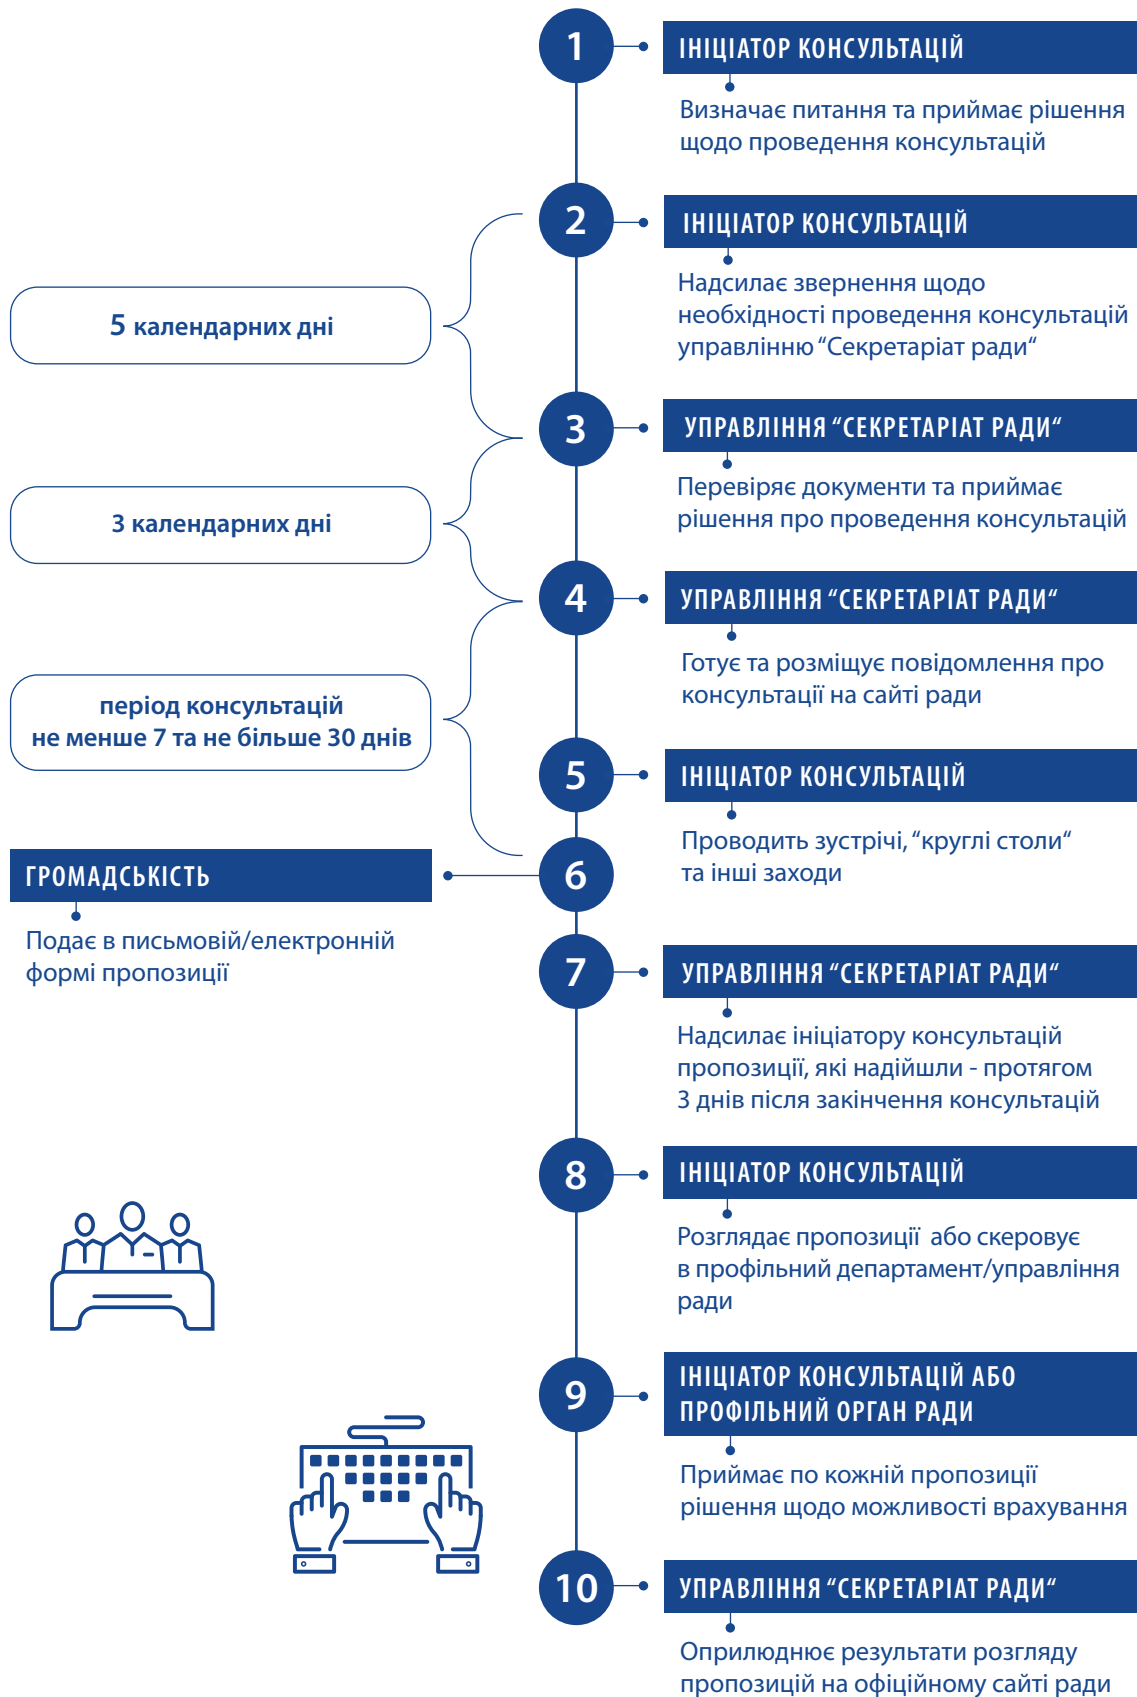 1
ІНІЦІАТОР КОНСУЛЬТАЦІЙ
Визначає питання та приймає рішення
щодо проведення консультацій
2
ІНІЦІАТОР КОНСУЛЬТАЦІЙ
Надсилає звернення щодо
необхідності проведення консультацій
управлінню “Секретаріат ради“
5 календарних дні
3
УПРАВЛІННЯ “СЕКРЕТАРІАТ РАДИ“
Перевіряє документи та приймає
рішення про проведення консультацій
3 календарних дні
4
УПРАВЛІННЯ “СЕКРЕТАРІАТ РАДИ“
Готує та розміщує повідомлення про
консультації на сайті ради
період консультацій
не менше 7 та не більше 30 днів
5
ІНІЦІАТОР КОНСУЛЬТАЦІЙ
Проводить зустрічі, “круглі столи“
та інші заходи
6
ГРОМАДСЬКІСТЬ
Подає в письмовій/електронній
формі пропозиції
7
УПРАВЛІННЯ “СЕКРЕТАРІАТ РАДИ“
Надсилає ініціатору консультацій
пропозиції, які надійшли - протягом
3 днів після закінчення консультацій
8
ІНІЦІАТОР КОНСУЛЬТАЦІЙ
Розглядає пропозиції або скеровує
в профільний департамент/управління
ради
9
ІНІЦІАТОР КОНСУЛЬТАЦІЙ АБО
ПРОФІЛЬНИЙ ОРГАН РАДИ
Приймає по кожній пропозиції
рішення щодо можливості врахування
10
УПРАВЛІННЯ “СЕКРЕТАРІАТ РАДИ“
Оприлюднює результати розгляду
пропозицій на офіційному сайті ради